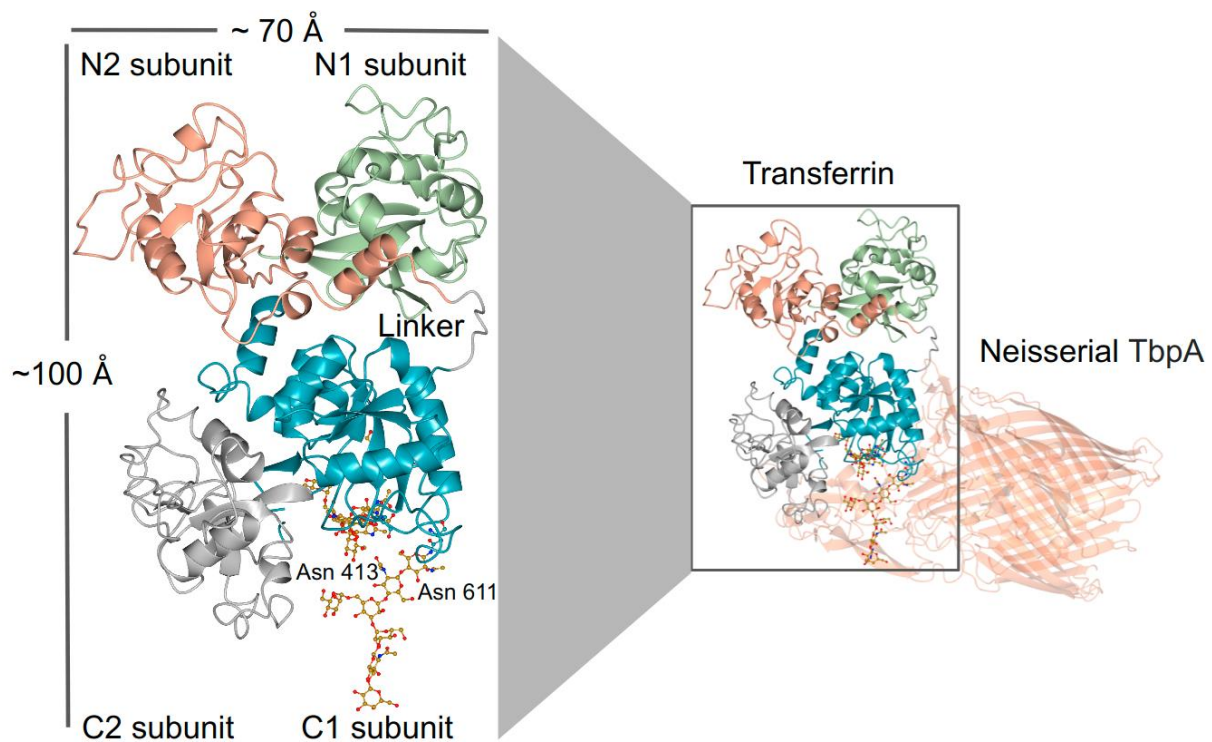 ~ 70 Å
N2 subunit
N1 subunit
Transferrin
Linker
Neisserial TbpA
~100 Å
Asn 413
Asn 611
C2 subunit
C1 subunit